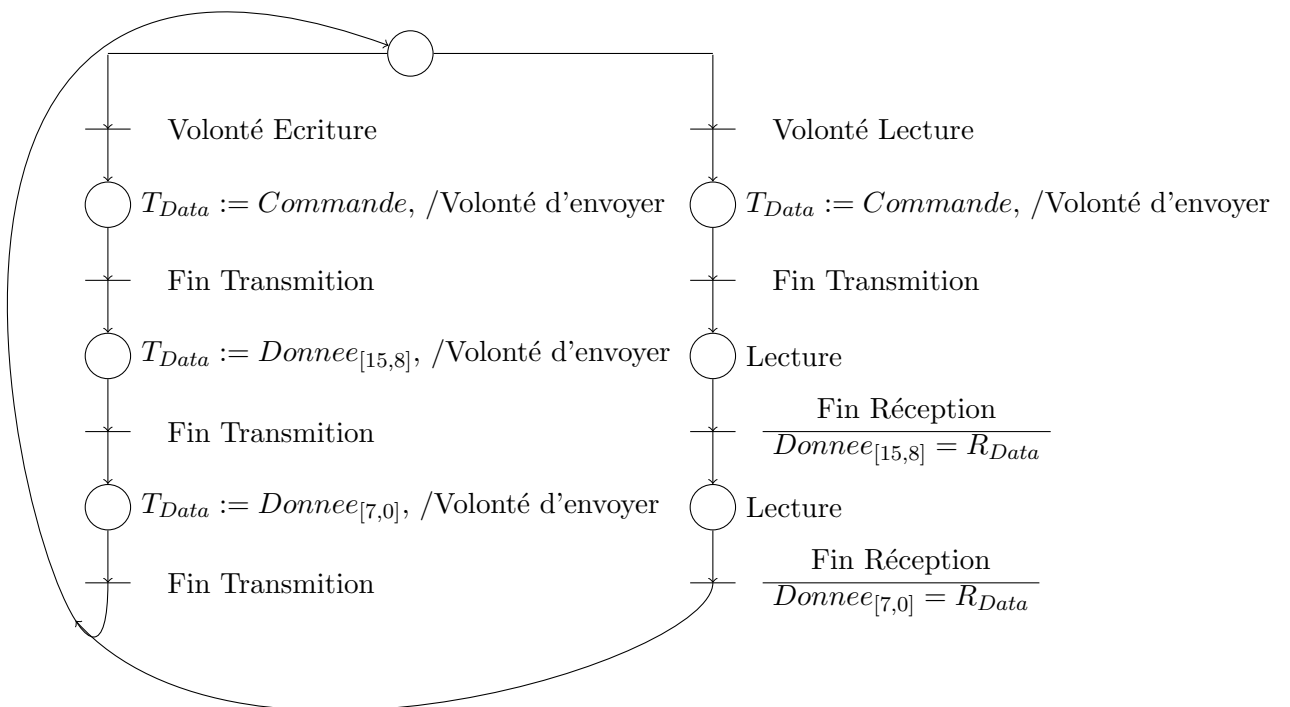 Volonté Ecriture
Volonté Lecture
T_Data := Commande, /Volonté d'envoyer
T_Data := Commande, /Volonté d'envoyer
Fin Transmition
Fin Transmition
T_Data := Donnee_[15,8], /Volonté d'envoyer
Lecture
Fin Transmition
Fin Réception
Donnee_[15,8] = R_Data
T_Data := Donnee_[7,0], /Volonté d'envoyer
Lecture
Fin Transmition
Fin Réception
Donnee_[7,0] = R_Data